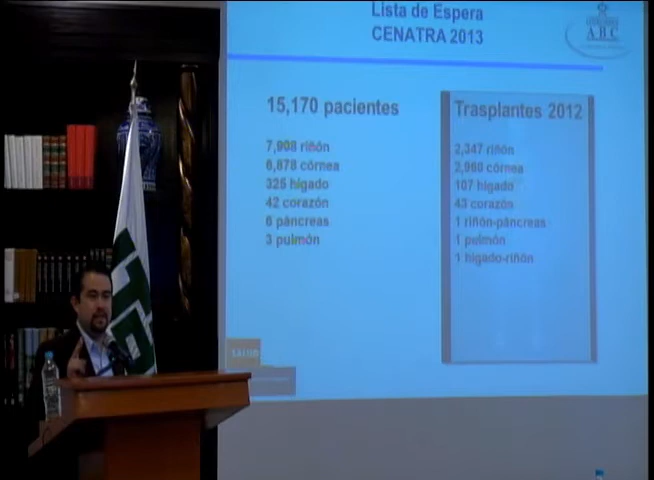 Lista de Espera
CENATRA 2013
ABC
15,170 pacientes
7,908 riñón
6,878 córnea
325 hígado
42 corazón
6 páncreas
3 pulmón
Trasplantes 2012
2,347 riñón
2,960 córnea
107 hígado
43 corazón
1 riñón-páncreas
1 pulmón
1 hígado-riñón
SALUD